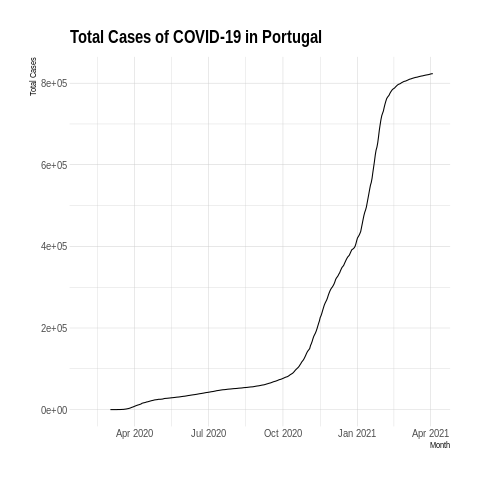 Total Cases of COVID-19 in Portugal
Total Cases
8e+05
6e+05
4e+05
2e+05
0e+00
Apr 2020 Jul 2020 Oct 2020 Jan 2021 Apr 2021
Month